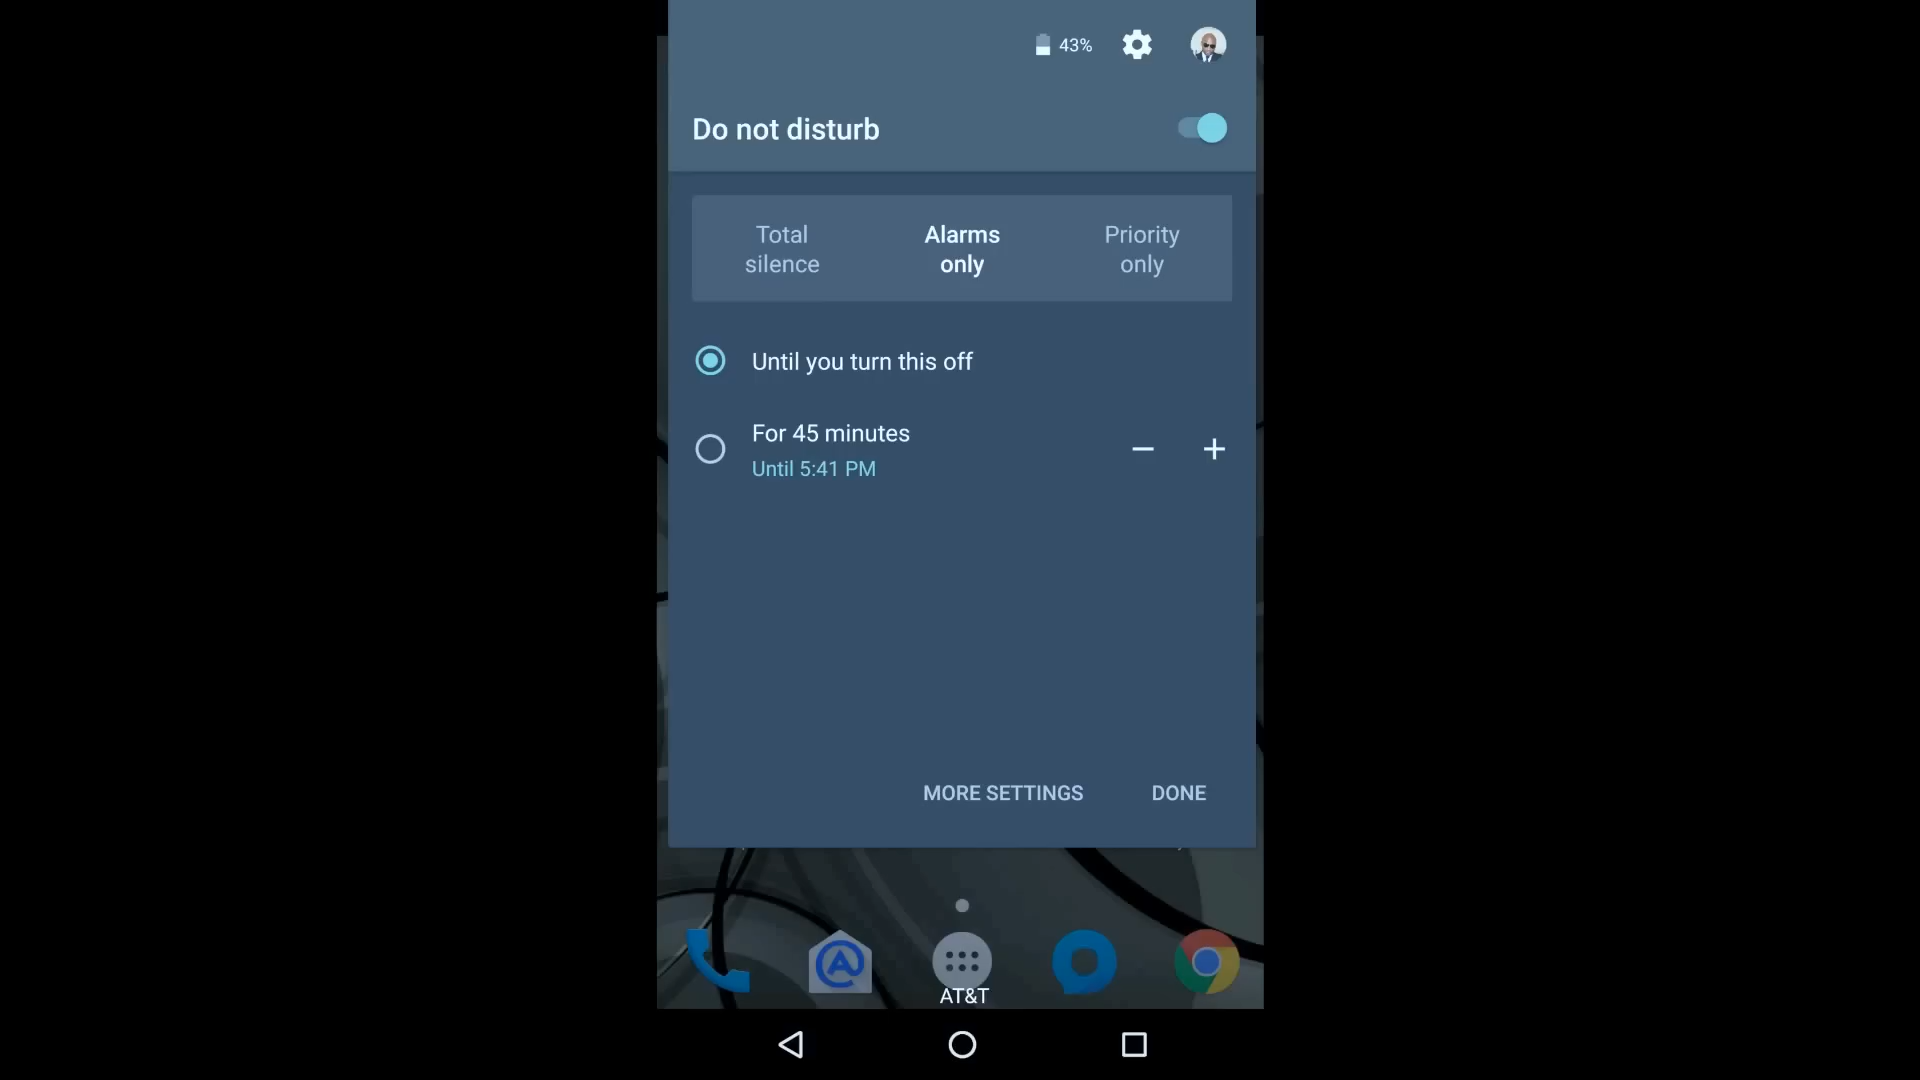 43%
Do not disturb
Total
silence
Alarms
only
Priority
only
Until you turn this off
For 45 minutes
Until 5:41 PM
MORE SETTINGS
DONE
AT&T